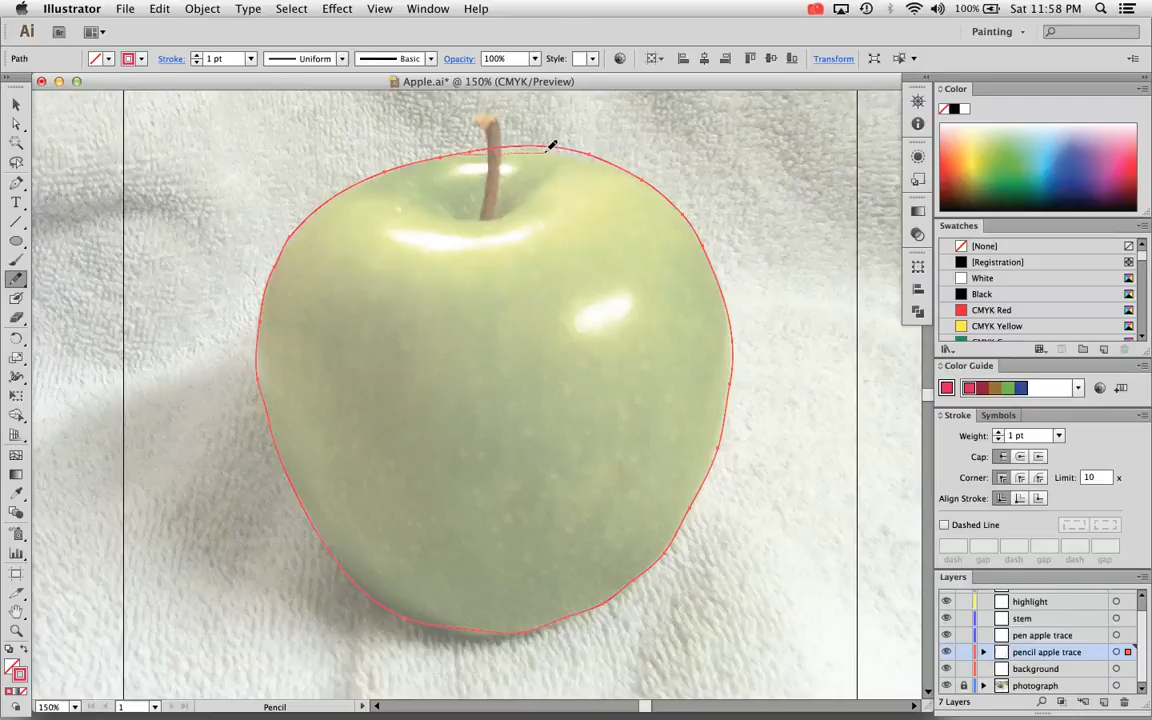 Illustrator File Edit Object Type Select Effect View Window Help 100% Sat 11:58 PM
Ai Br Painting
Path Stroke: 1 pt Uniform Basic Opacity: 100% Style: Transform
Apple.ai* @ 150% (CMYK/Preview)
Color
Swatches
[None]
[Registration]
White
Black
CMYK Red
CMYK Yellow
Color Guide
Stroke Symbols
Weight: 1 pt
Cap:
Corner: Limit: 10 x
Align Stroke:
Dashed Line
dash gap dash gap dash gap
Layers
highlight
stem
pen apple trace
pencil apple trace
background
photograph
7 Layers
150% 1 Pencil